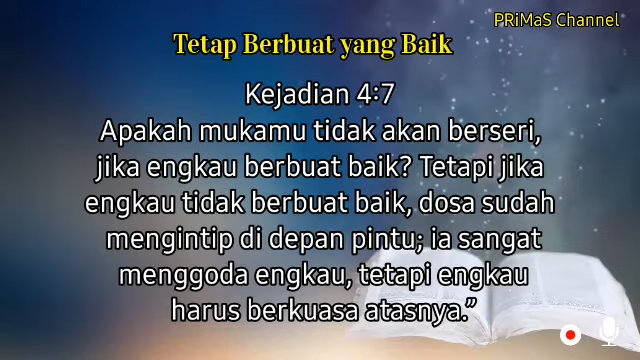 PRiMaS Channel
Tetap Berbuat yang Baik
Kejadian 4:7
Apakah mukamu tidak akan berseri,
jika engkau berbuat baik? Tetapi jika
engkau tidak berbuat baik, dosa sudah
mengintip di depan pintu; ia sangat
menggoda engkau, tetapi engkau
harus berkuasa atasnya.”